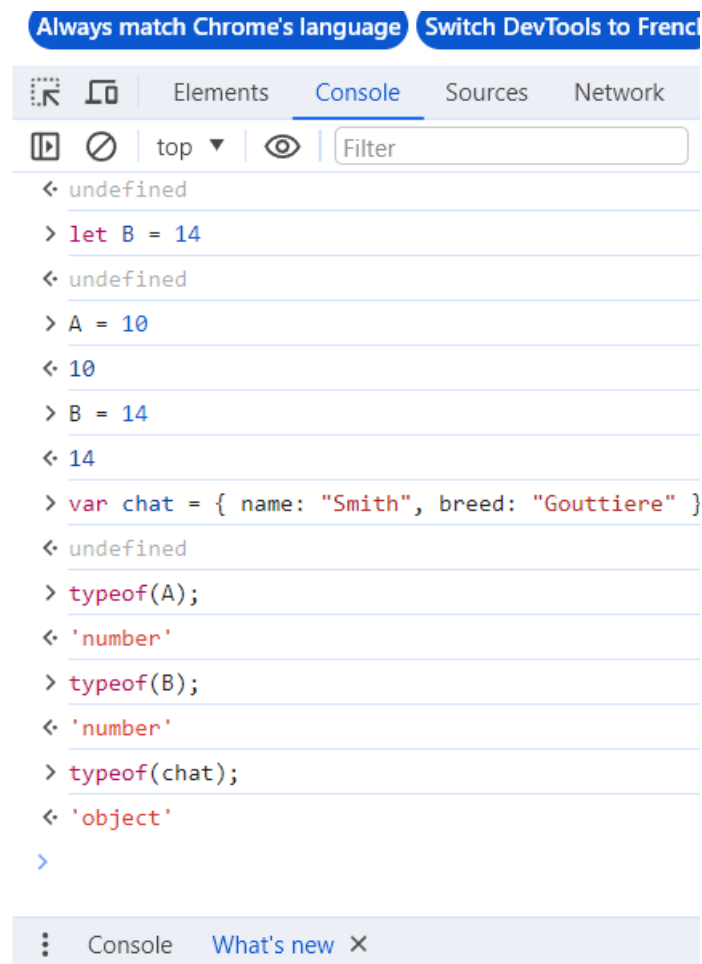 Always match Chrome's language Switch DevTools to French
Elements Console Sources Network
top Filter
undefined
let B = 14
undefined
A = 10
10
B = 14
14
var chat = { name: "Smith", breed: "Gouttiere" }
undefined
typeof(A);
'number'
typeof(B);
'number'
typeof(chat);
'object'
Console What's new